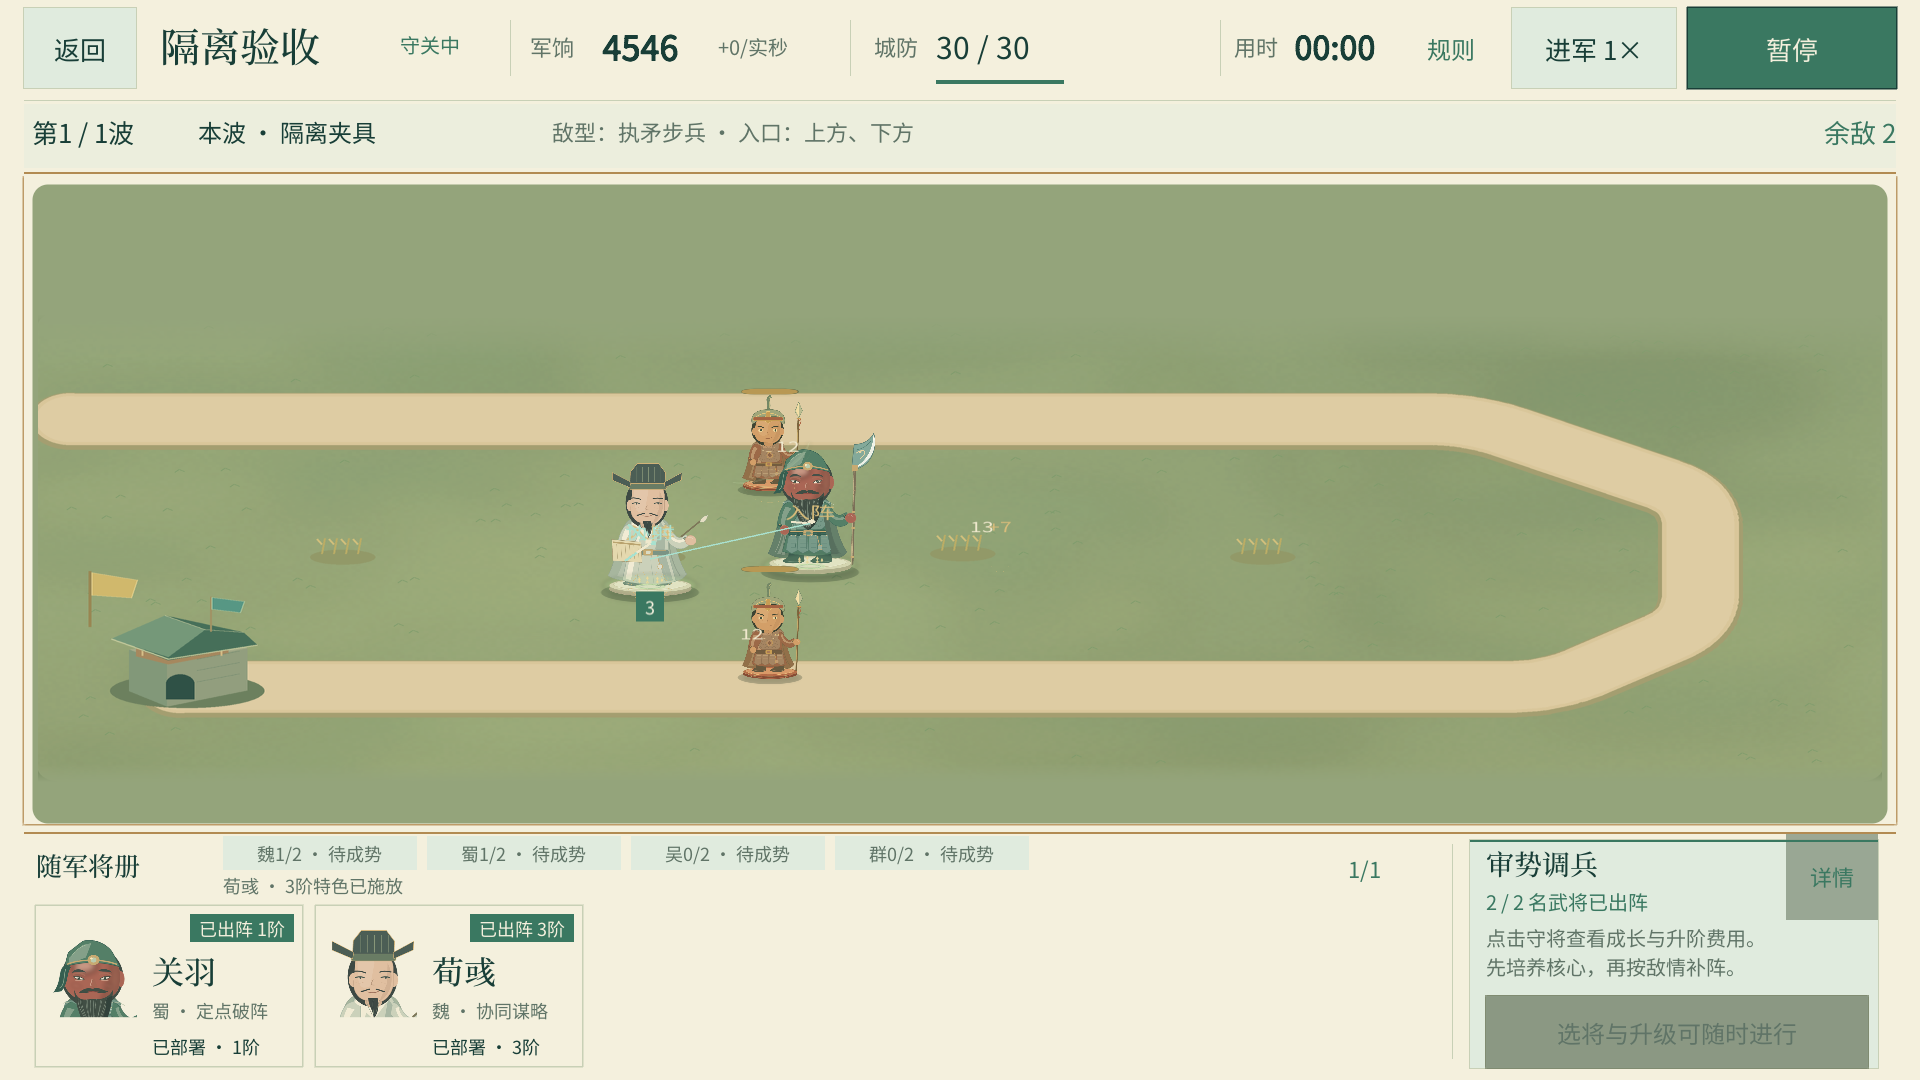 返回
隔离验收
守关中
军饷 4546 +0/实秒
城防 30 / 30
用时 00:00
规则
进军 1×
暂停
第1 / 1波
本波 · 隔离夹具
敌型：执矛步兵 · 入口：上方、下方
余敌 2
12
入阵
13
+7
3
12
随军将册
魏1/2 · 待成势
蜀1/2 · 待成势
吴0/2 · 待成势
群0/2 · 待成势
荀彧 · 3阶特色已施放
1/1
已出阵 1阶
关羽
蜀 · 定点破阵
已部署 · 1阶
已出阵 3阶
荀彧
魏 · 协同谋略
已部署 · 3阶
审势调兵
详情
2 / 2 名武将已出阵
点击守将查看成长与升阶费用。
先培养核心，再按敌情补阵。
选将与升级可随时进行